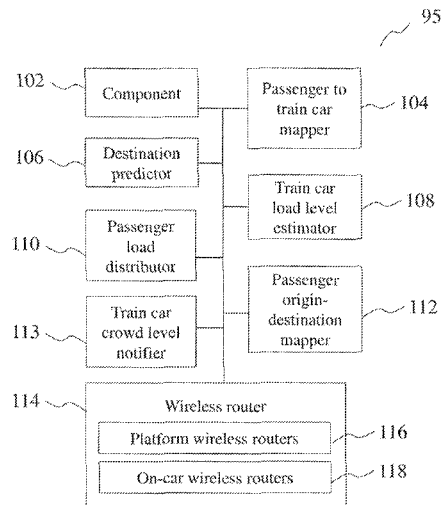 95
102
Component
Passenger to
train car
mapper
104
106
Destination
predictor
Train car
load level
estimator
108
110
Passenger
load
distributor
Passenger
origin-
destination
mapper
112
113
Train car
crowd level
notifier
114
Wireless router
Platform wireless routers
116
On-car wireless routers
118